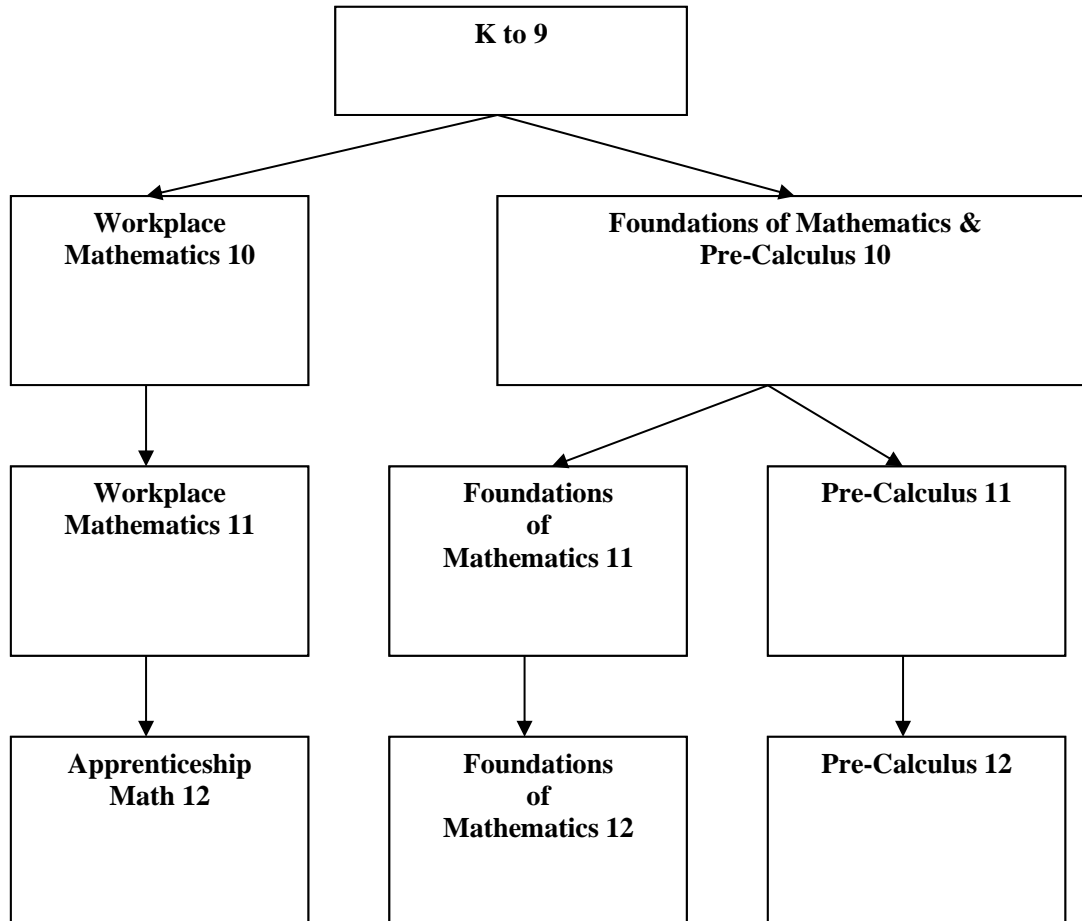 K to 9
Workplace
Mathematics 10
Foundations of Mathematics &
Pre-Calculus 10
Workplace
Mathematics 11
Foundations
of
Mathematics 11
Pre-Calculus 11
Apprenticeship
Math 12
Foundations
of
Mathematics 12
Pre-Calculus 12